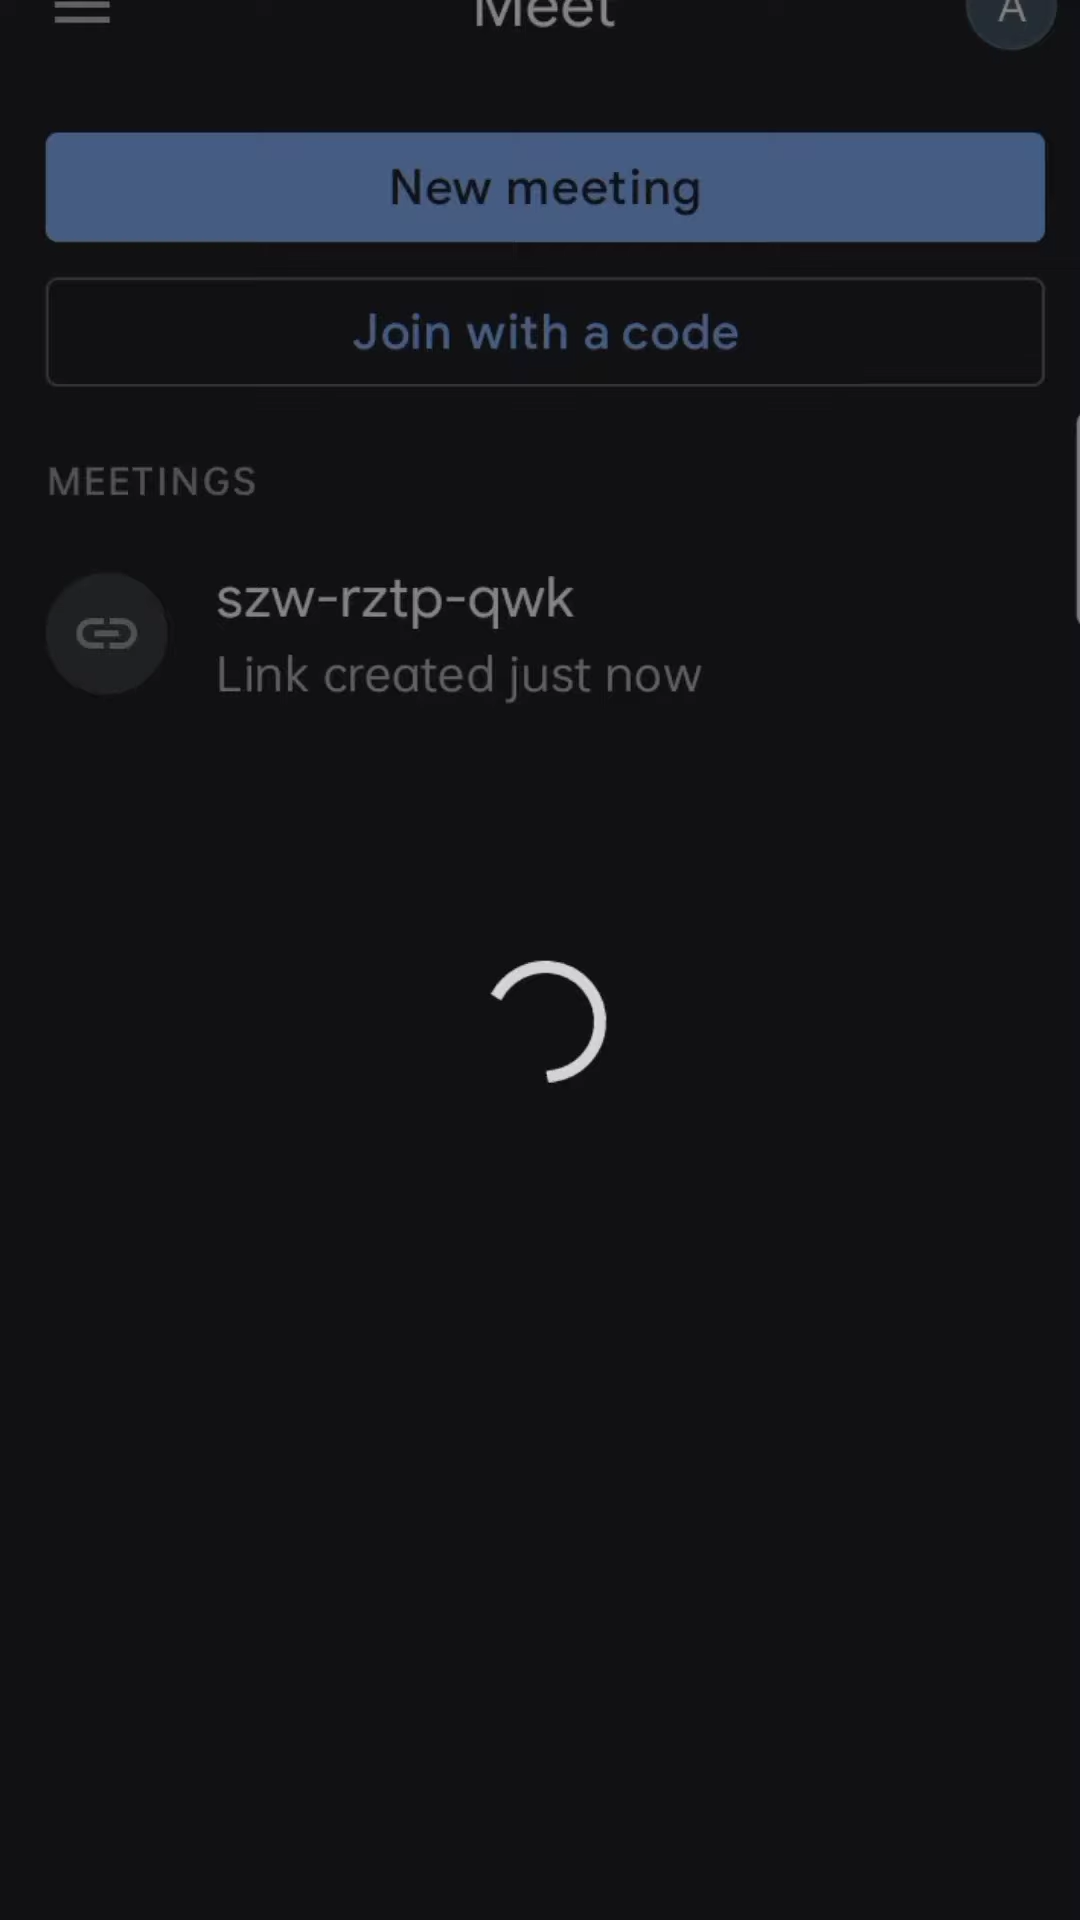 Meet
A
New meeting
Join with a code
MEETINGS
szw-rztp-qwk
Link created just now